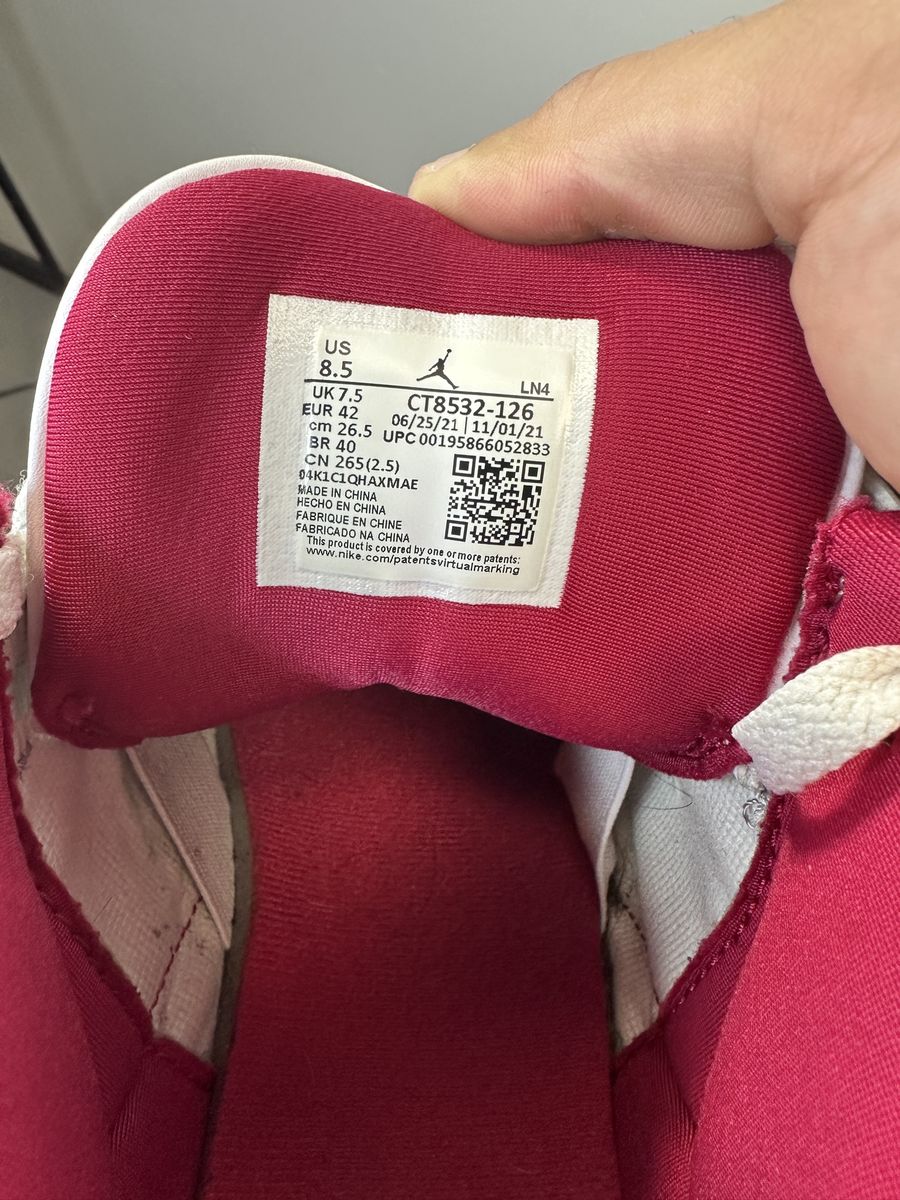 US
8.5
LN4
UK 7.5
CT8532-126
EUR 42
06/25/21 | 11/01/21
cm 26.5
UPC 00195866052833
BR 40
CN 265(2.5)
04K1C1QHAXMAE
MADE IN CHINA
HECHO EN CHINA
FABRIQUE EN CHINE
FABRICADO NA CHINA
This product is covered by one or more patents:
www.nike.com/patentsvirtualmarking